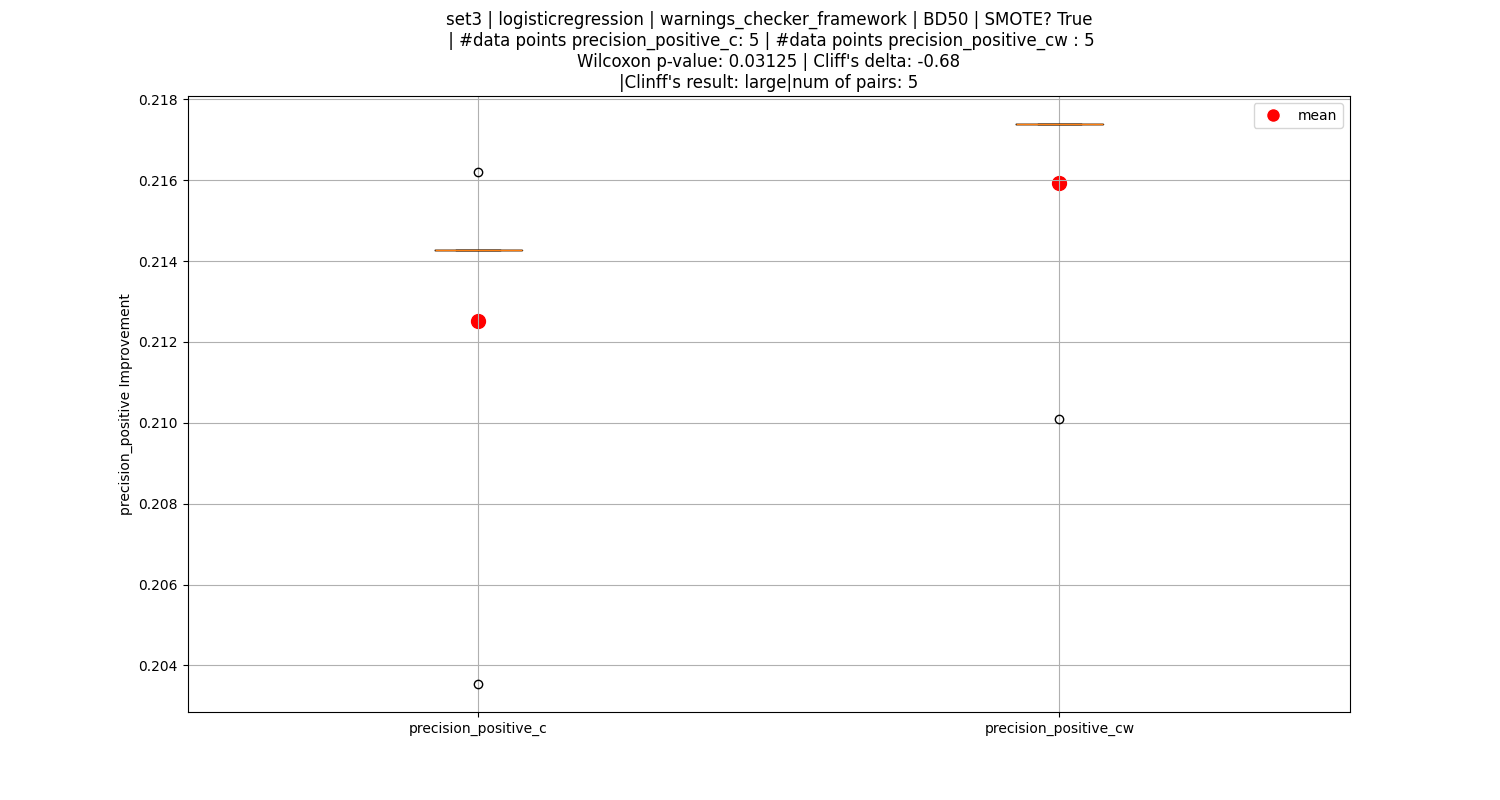 set3 | logisticregression | warnings_checker_framework | BD50 | SMOTE? True
| #data points precision_positive_c: 5 | #data points precision_positive_cw : 5
Wilcoxon p-value: 0.03125 | Cliff's delta: -0.68
|Clinff's result: large|num of pairs: 5
mean
0.218
0.216
0.214
0.212
0.210
0.208
0.206
0.204
precision_positive Improvement
precision_positive_c
precision_positive_cw